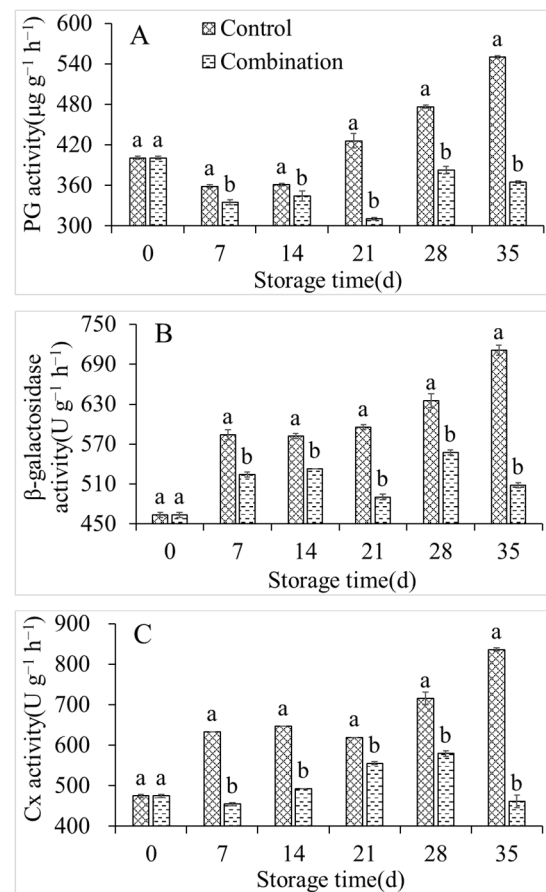 A
Control
Combination
PG activity(μg g⁻¹ h⁻¹)
540
480
420
360
300
a a
a b
a b
a b
a b
a b
0 7 14 21 28 35
Storage time(d)
B
β-galactosidase
activity(U g⁻¹ h⁻¹)
750
690
630
570
510
450
a a
a b
a b
a b
a b
a b
0 7 14 21 28 35
Storage time(d)
C
Cx activity(U g⁻¹ h⁻¹)
900
800
700
600
500
400
a a
a b
a b
a b
a b
a b
0 7 14 21 28 35
Storage time(d)